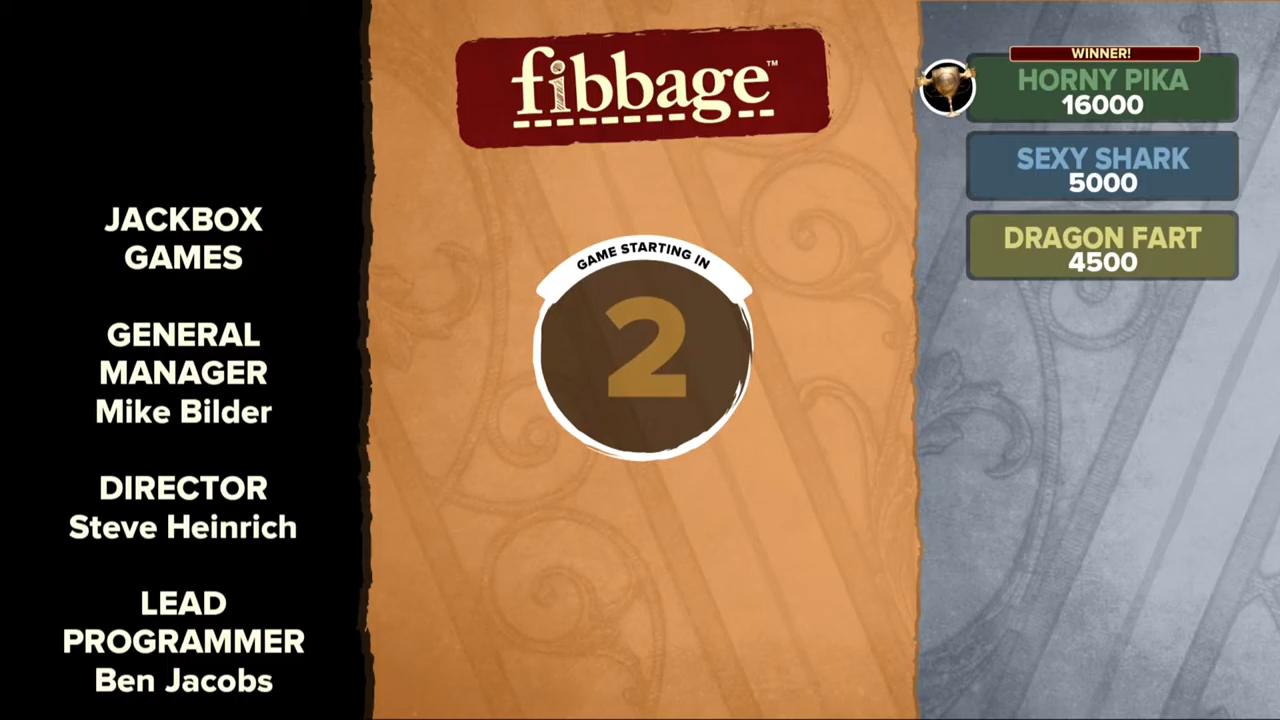 JACKBOX
GAMES
GENERAL
MANAGER
Mike Bilder
DIRECTOR
Steve Heinrich
LEAD
PROGRAMMER
Ben Jacobs
fibbage™
GAME STARTING IN
2
WINNER!
HORNY PIKA
16000
SEXY SHARK
5000
DRAGON FART
4500